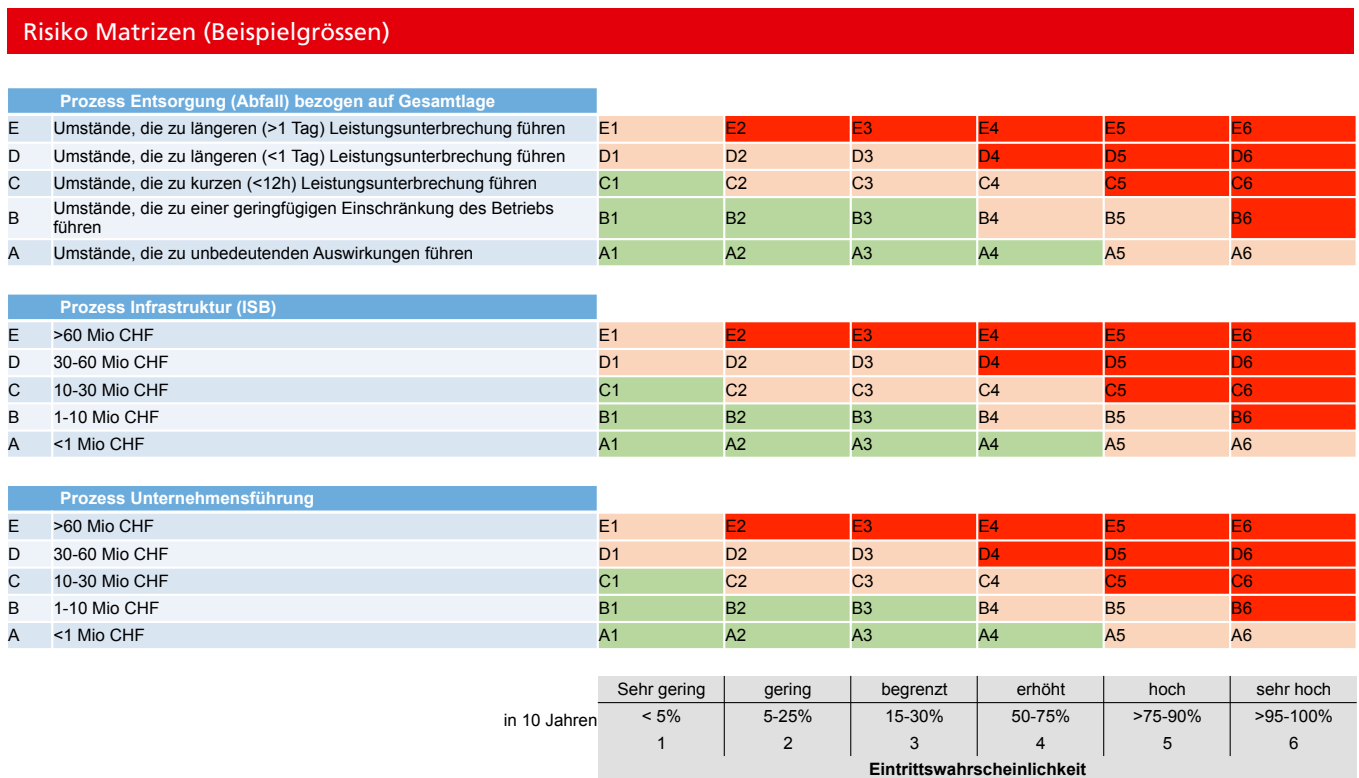 Risiko Matrizen (Beispielgrössen)
Prozess Entsorgung (Abfall) bezogen auf Gesamtlage
E Umstände, die zu längeren (>1 Tag) Leistungsunterbrechung führen E1 E2 E3 E4 E5 E6
D Umstände, die zu längeren (<1 Tag) Leistungsunterbrechung führen D1 D2 D3 D4 D5 D6
C Umstände, die zu kurzen (<12h) Leistungsunterbrechung führen C1 C2 C3 C4 C5 C6
B Umstände, die zu einer geringfügigen Einschränkung des Betriebs
führen B1 B2 B3 B4 B5 B6
A Umstände, die zu unbedeutenden Auswirkungen führen A1 A2 A3 A4 A5 A6
Prozess Infrastruktur (ISB)
E >60 Mio CHF E1 E2 E3 E4 E5 E6
D 30-60 Mio CHF D1 D2 D3 D4 D5 D6
C 10-30 Mio CHF C1 C2 C3 C4 C5 C6
B 1-10 Mio CHF B1 B2 B3 B4 B5 B6
A <1 Mio CHF A1 A2 A3 A4 A5 A6
Prozess Unternehmensführung
E >60 Mio CHF E1 E2 E3 E4 E5 E6
D 30-60 Mio CHF D1 D2 D3 D4 D5 D6
C 10-30 Mio CHF C1 C2 C3 C4 C5 C6
B 1-10 Mio CHF B1 B2 B3 B4 B5 B6
A <1 Mio CHF A1 A2 A3 A4 A5 A6
Sehr gering gering begrenzt erhöht hoch sehr hoch
in 10 Jahren < 5% 5-25% 15-30% 50-75% >75-90% >95-100%
1 2 3 4 5 6
Eintrittswahrscheinlichkeit